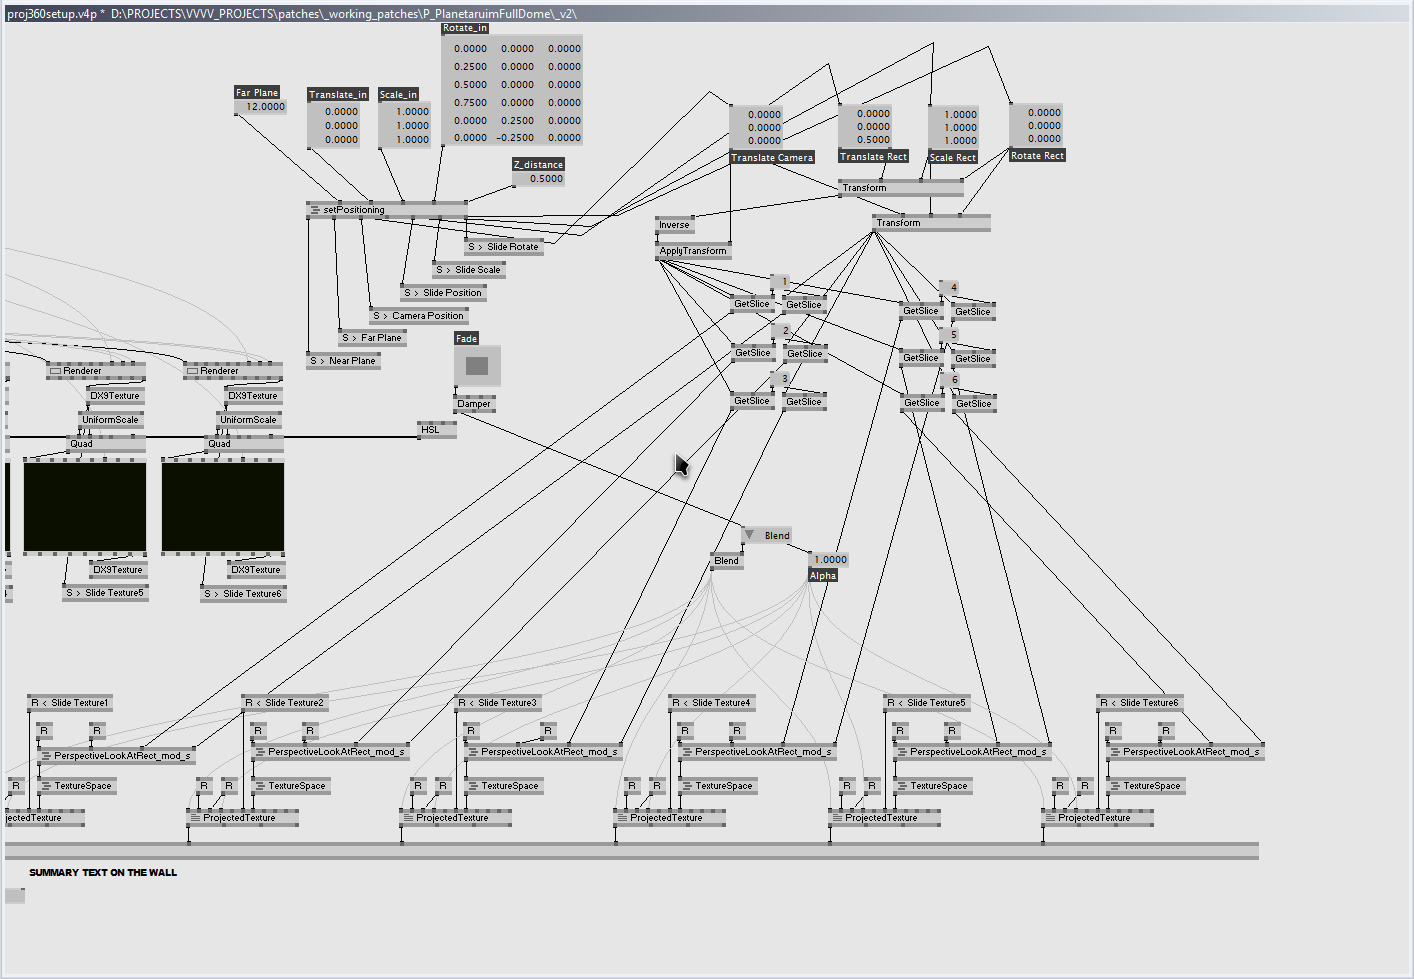 proj360setup.v4p * D:\PROJECTS\VVVV_PROJECTS\patches\_working_patches\P_PlanetaruimFullDome\_v2\
Rotate_in
0.0000 0.0000 0.0000
0.2500 0.0000 0.0000
0.5000 0.0000 0.0000
0.7500 0.0000 0.0000
0.0000 0.2500 0.0000
0.0000 -0.2500 0.0000
Far Plane
12.0000
Translate_in
0.0000
0.0000
0.0000
Scale_in
1.0000
1.0000
1.0000
Z_distance
0.5000
0.0000
0.0000
0.0000
Translate Camera
0.0000
0.0000
0.5000
Translate Rect
1.0000
1.0000
1.0000
Scale Rect
0.0000
0.0000
0.0000
Rotate Rect
setPositioning
Transform
Transform
Inverse
ApplyTransform
S > Slide Rotate
S > Slide Scale
S > Slide Position
S > Camera Position
S > Far Plane
S > Near Plane
1
GetSlice GetSlice
2
GetSlice GetSlice
3
GetSlice GetSlice
4
GetSlice GetSlice
5
GetSlice GetSlice
6
GetSlice GetSlice
Fade
Damper
HSL
Renderer Renderer
DX9Texture DX9Texture
UniformScale UniformScale
Quad Quad
DX9Texture DX9Texture
S > Slide Texture5 S > Slide Texture6
Blend
Blend
1.0000
Alpha
R < Slide Texture1 R < Slide Texture2 R < Slide Texture3 R < Slide Texture4 R < Slide Texture5 R < Slide Texture6
R R R R R R R R R R R R
PerspectiveLookAtRect_mod_s PerspectiveLookAtRect_mod_s PerspectiveLookAtRect_mod_s PerspectiveLookAtRect_mod_s PerspectiveLookAtRect_mod_s PerspectiveLookAtRect_mod_s
R TextureSpace R R TextureSpace R R TextureSpace R R TextureSpace R R TextureSpace R R TextureSpace
jectedTexture ProjectedTexture ProjectedTexture ProjectedTexture ProjectedTexture ProjectedTexture
SUMMARY TEXT ON THE WALL